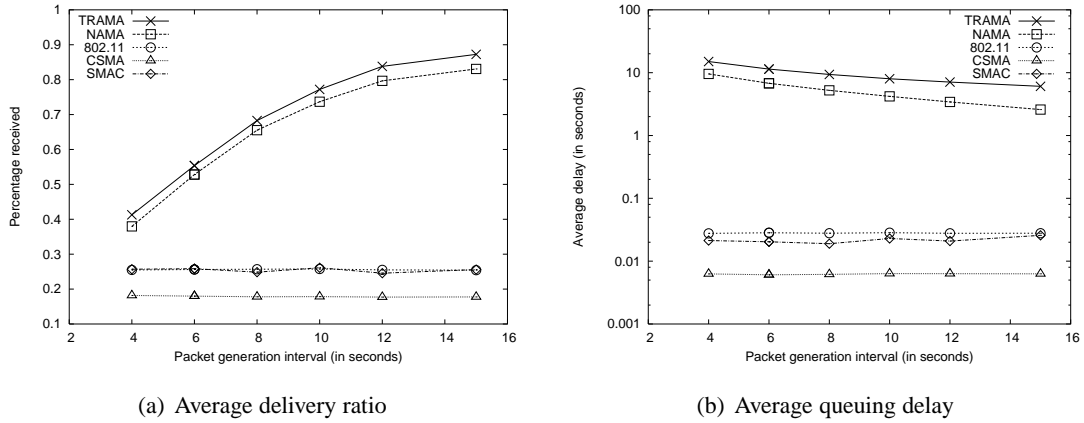 TRAMA
NAMA
802.11
CSMA
SMAC
1
0.9
0.8
0.7
0.6
0.5
0.4
0.3
0.2
0.1
Percentage received
2 4 6 8 10 12 14 16
Packet generation interval (in seconds)
(a) Average delivery ratio
TRAMA
NAMA
802.11
CSMA
SMAC
100
10
1
0.1
0.01
0.001
Average delay (in seconds)
2 4 6 8 10 12 14 16
Packet generation interval (in seconds)
(b) Average queuing delay